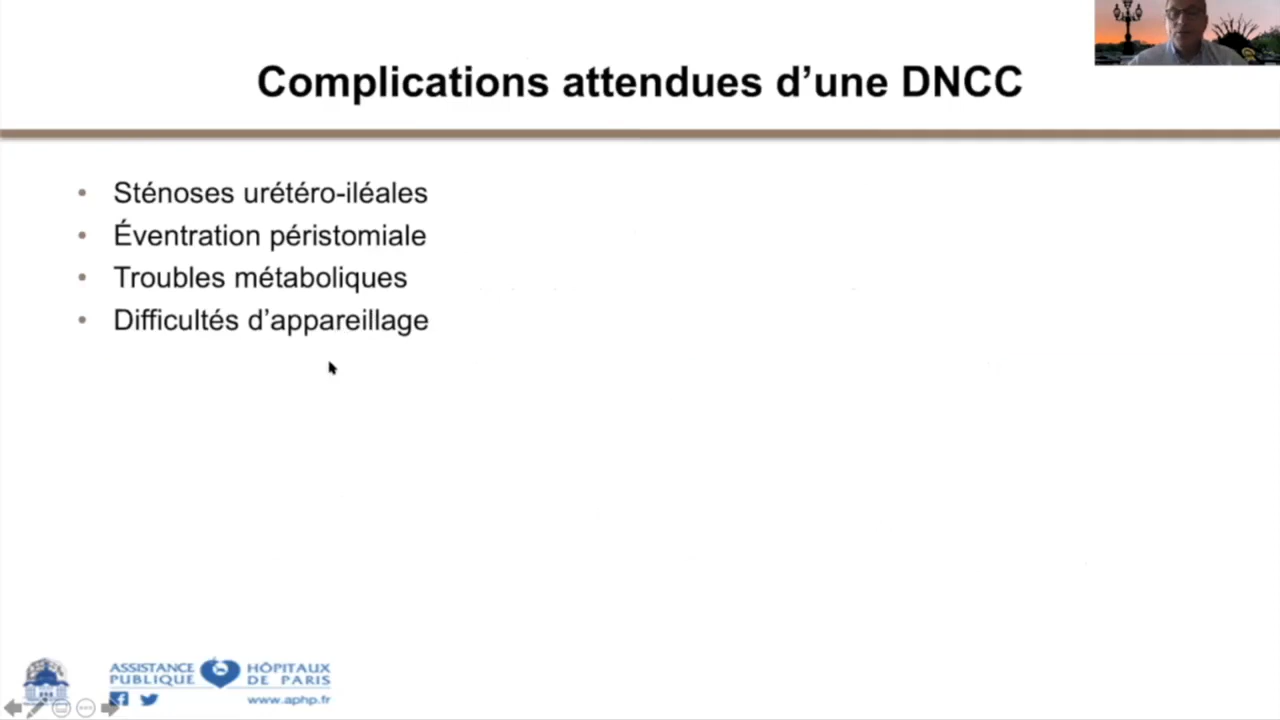 Complications attendues d’une DNCC
• Sténoses urétéro-iléales
• Éventration péristomiale
• Troubles métaboliques
• Difficultés d’appareillage
ASSISTANCE PUBLIQUE
HÔPITAUX DE PARIS
www.aphp.fr